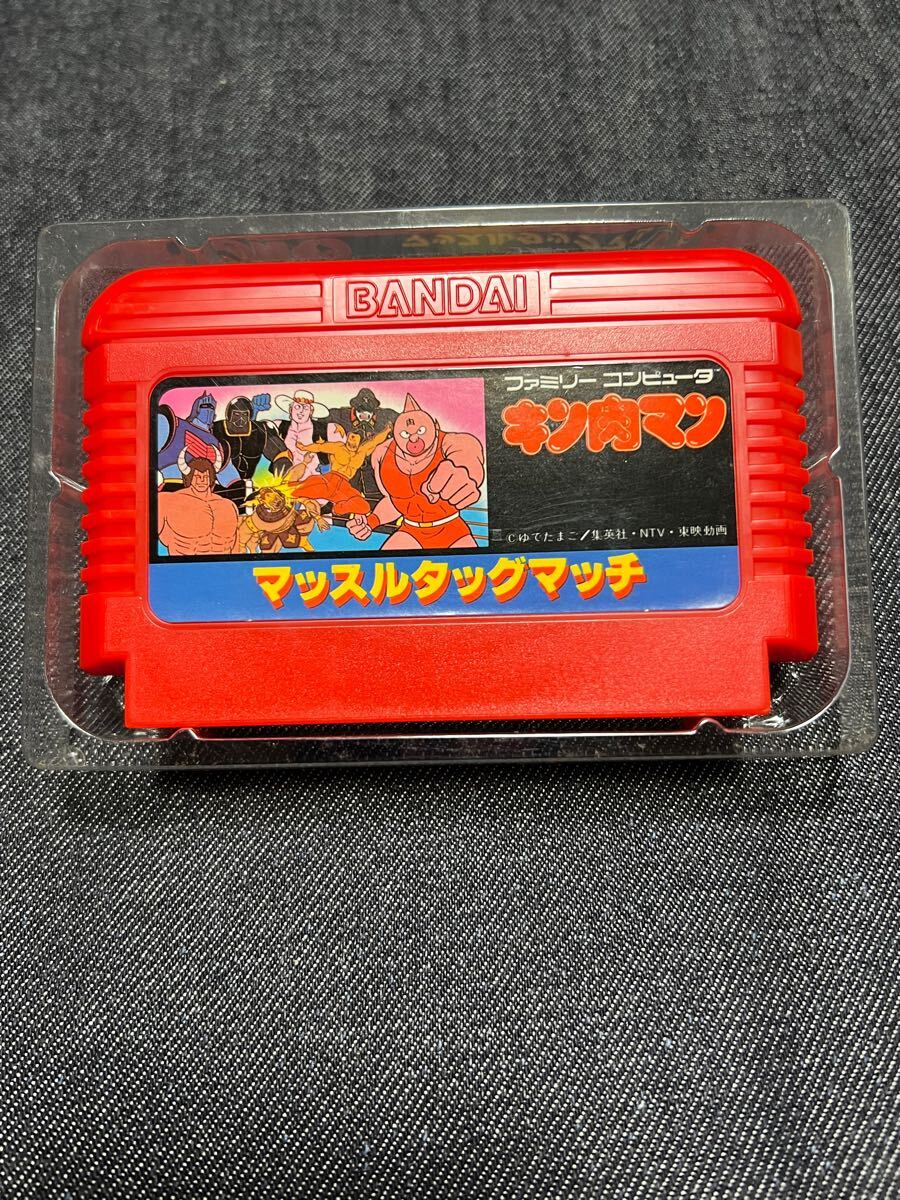 BANDAI
ファミリー コンピュータ
キン肉マン
肉
©ゆでたまご/集英社・NTV・東映動画
マッスルタッグマッチ